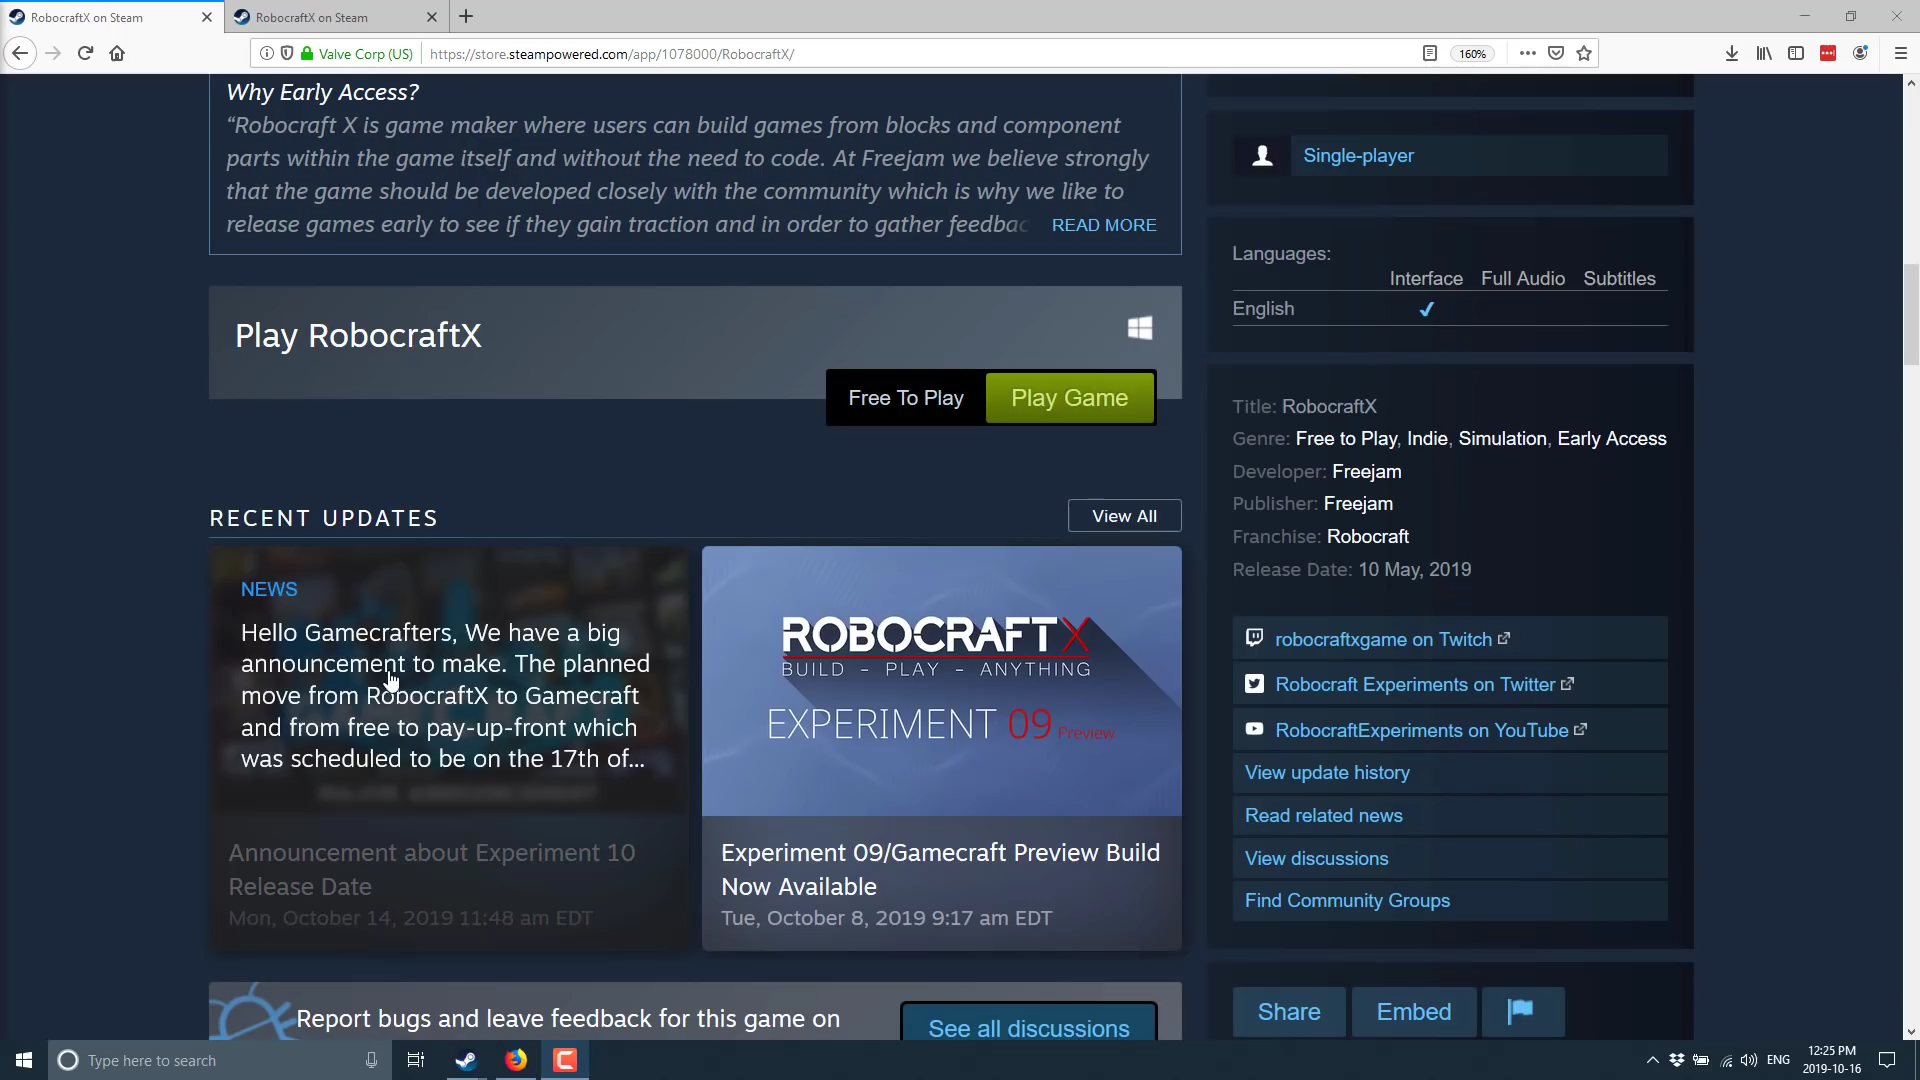 RobocraftX on Steam
RobocraftX on Steam
Valve Corp (US)
https://store.steampowered.com/app/1078000/RobocraftX/
160%
Why Early Access?
“Robocraft X is game maker where users can build games from blocks and component
parts within the game itself and without the need to code. At Freejam we believe strongly
that the game should be developed closely with the community which is why we like to
release games early to see if they gain traction and in order to gather feedbac
READ MORE
Play RobocraftX
Free To Play
Play Game
RECENT UPDATES
View All
NEWS
Hello Gamecrafters, We have a big
announcement to make. The planned
move from RobocraftX to Gamecraft
and from free to pay-up-front which
was scheduled to be on the 17th of...
Announcement about Experiment 10
Release Date
Mon, October 14, 2019 11:48 am EDT
ROBOCRAFT X
BUILD - PLAY - ANYTHING
EXPERIMENT 09 Preview
Experiment 09/Gamecraft Preview Build
Now Available
Tue, October 8, 2019 9:17 am EDT
Report bugs and leave feedback for this game on
See all discussions
Single-player
Languages:
Interface Full Audio Subtitles
English ✔
Title: RobocraftX
Genre: Free to Play, Indie, Simulation, Early Access
Developer: Freejam
Publisher: Freejam
Franchise: Robocraft
Release Date: 10 May, 2019
robocraftxgame on Twitch
Robocraft Experiments on Twitter
RobocraftExperiments on YouTube
View update history
Read related news
View discussions
Find Community Groups
Share
Embed
Type here to search
ENG
12:25 PM
2019-10-16